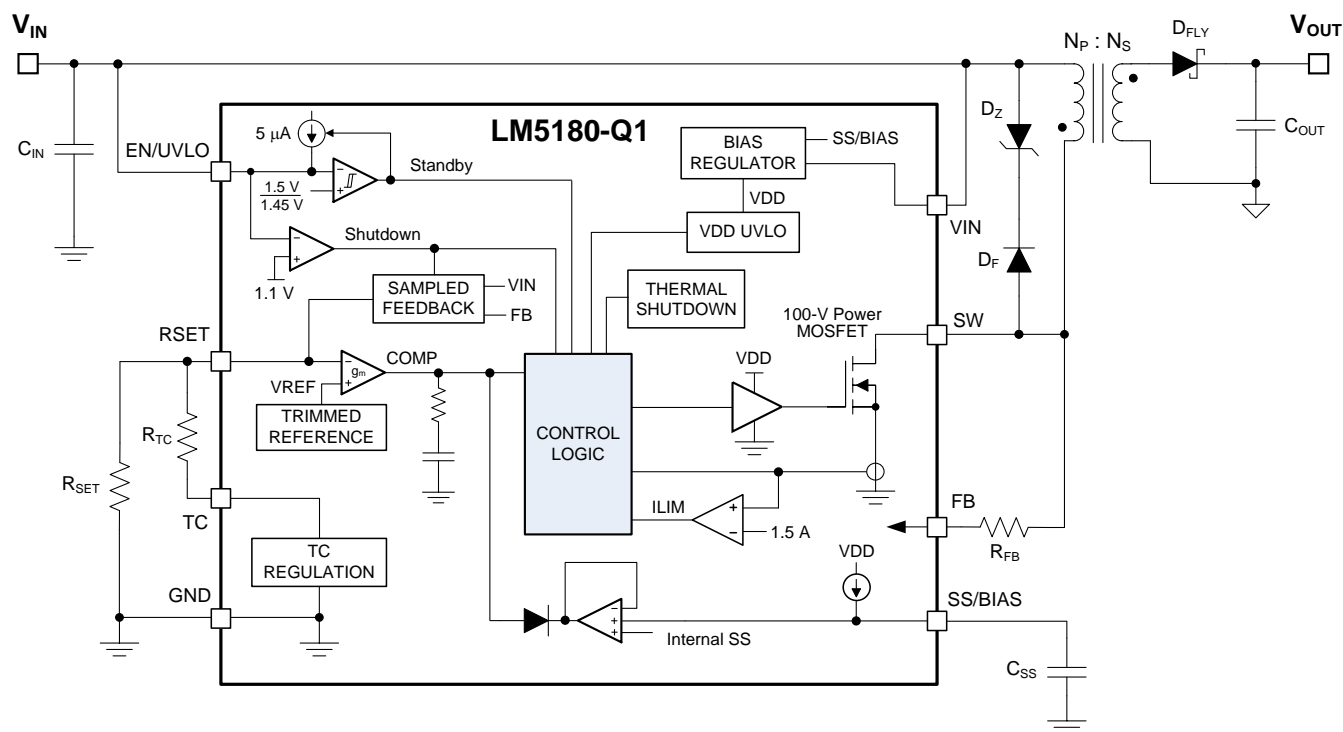 VIN
VOUT
NP : NS
DFLY
DZ
CIN
COUT
5 μA
LM5180-Q1
EN/UVLO
Standby
1.5 V
1.45 V
BIAS
REGULATOR
SS/BIAS
VDD
VIN
VDD UVLO
Shutdown
1.1 V
SAMPLED
FEEDBACK
VIN
FB
THERMAL
SHUTDOWN
DF
100-V Power
MOSFET
SW
RSET
COMP
gm
VREF
VDD
TRIMMED
REFERENCE
CONTROL
LOGIC
RTC
RSET
TC
ILIM
1.5 A
FB
RFB
TC
REGULATION
VDD
GND
SS/BIAS
Internal SS
CSS